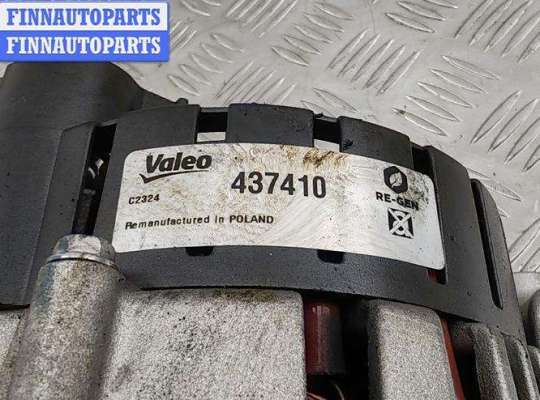 FINNAUTOPARTS
FINNAUTOPARTS
Valeo
437410
RE-GEN
C2324
Remanufactured in POLAND